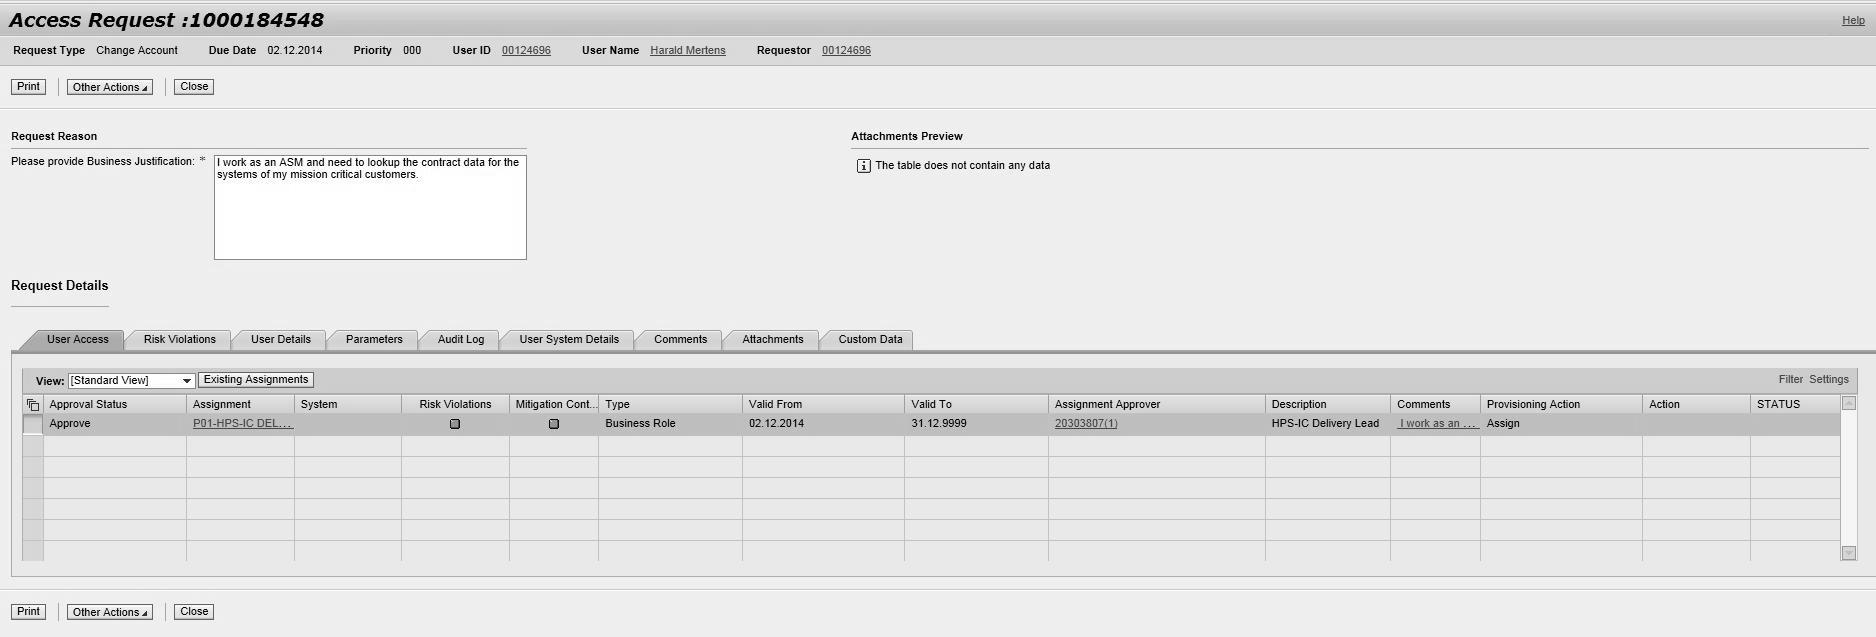 Access Request :1000184548
Help
Request Type Change Account Due Date 02.12.2014 Priority 000 User ID 00124696 User Name Harald Mertens Requestor 00124696
Print Other Actions Close
Request Reason
Attachments Preview
Please provide Business Justification: *
I work as an ASM and need to lookup the contract data for the
systems of my mission critical customers.
The table does not contain any data
Request Details
User Access Risk Violations User Details Parameters Audit Log User System Details Comments Attachments Custom Data
View: [Standard View] Existing Assignments Filter Settings
Approval Status Assignment System Risk Violations Mitigation Cont... Type Valid From Valid To Assignment Approver Description Comments Provisioning Action Action STATUS
Approve P01-HPS-IC DEL... Business Role 02.12.2014 31.12.9999 20303807(1) HPS-IC Delivery Lead I work as an ... Assign
Print Other Actions Close